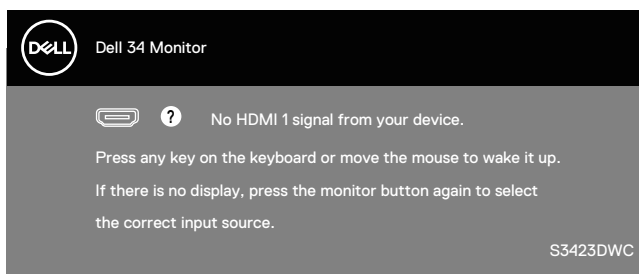 DELL
Dell 34 Monitor
? No HDMI 1 signal from your device.
Press any key on the keyboard or move the mouse to wake it up.
If there is no display, press the monitor button again to select
the correct input source.
S3423DWC